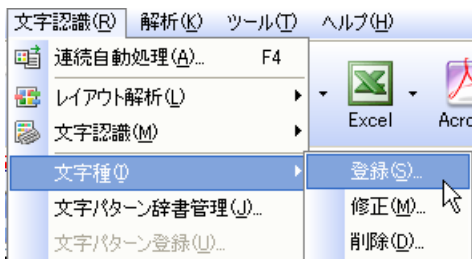 文字認識(R) 解析(K) ツール(T) ヘルプ(H)
連続自動処理(A)... F4
レイアウト解析(L)
文字認識(M)
文字種(I)
文字パターン辞書管理(J)...
文字パターン登録(U)...
Excel Acro
登録(S)...
修正(M)...
削除(D)...